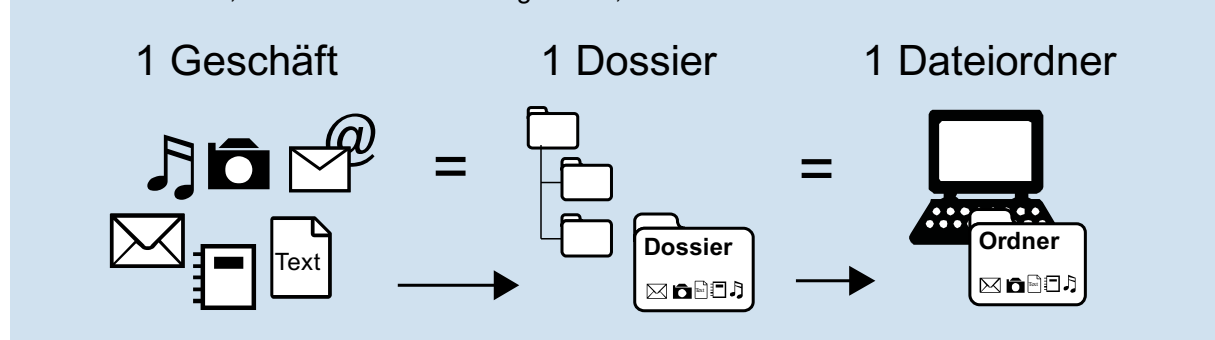 1 Geschäft
1 Dossier
1 Dateiordner
@
=
=
Text
Dossier
Ordner